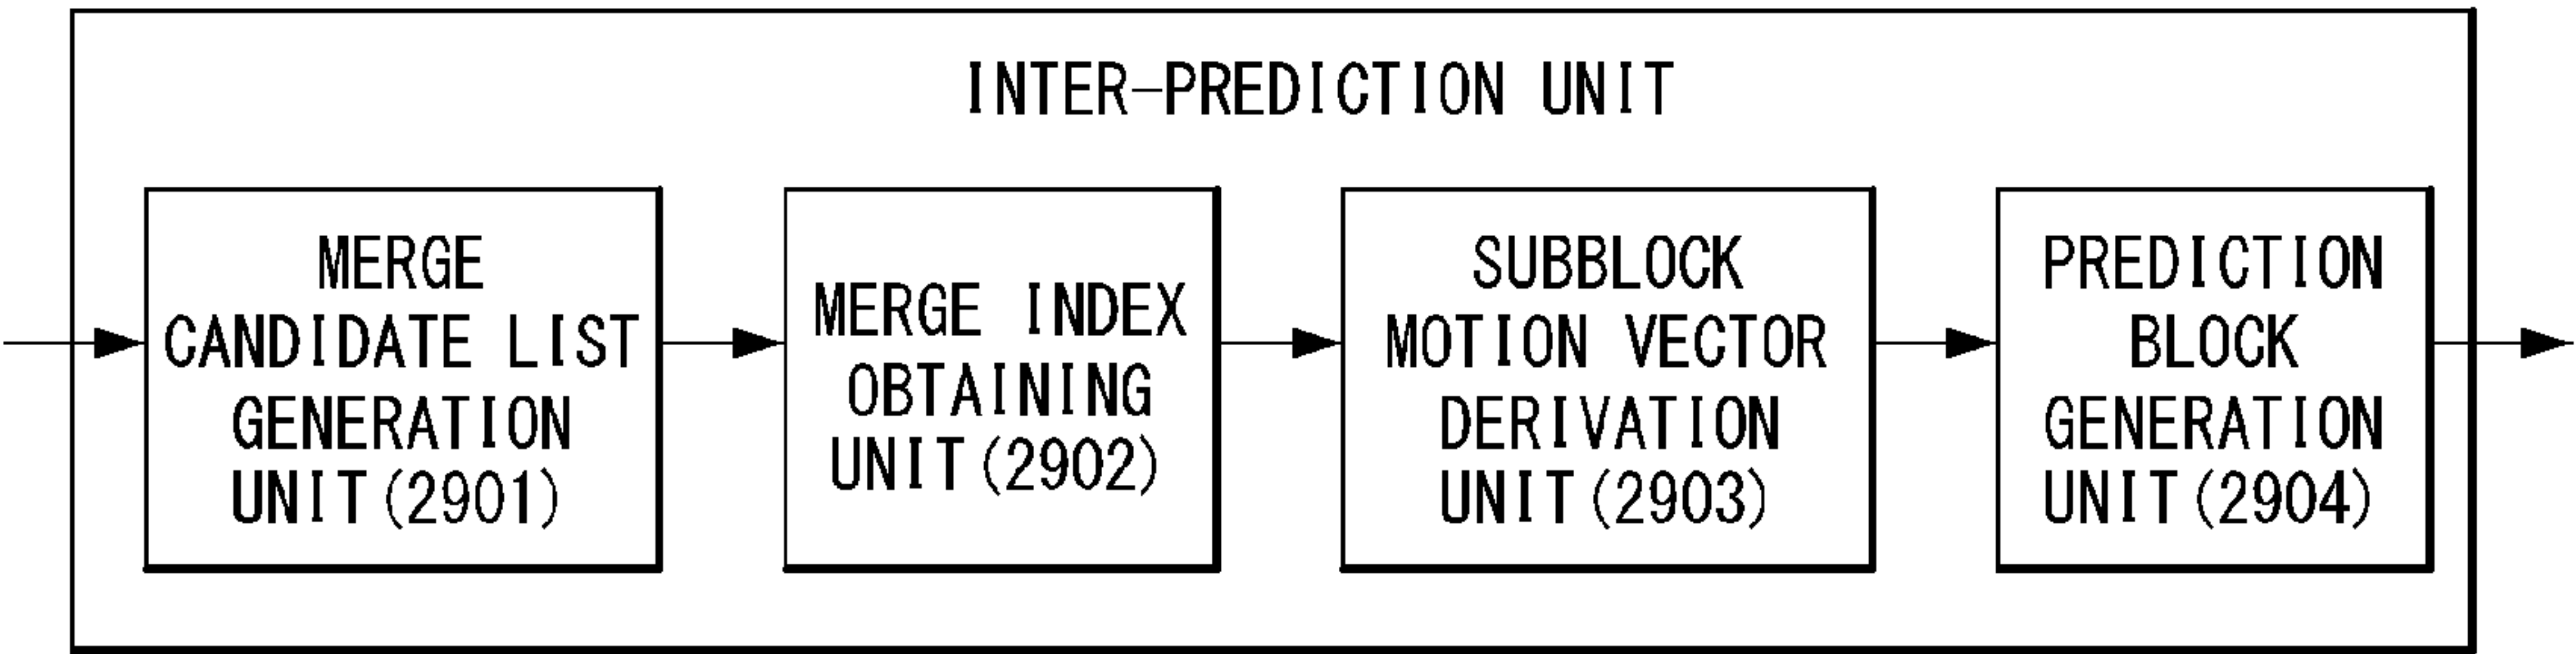 INTER-PREDICTION UNIT
MERGE
CANDIDATE LIST
GENERATION
UNIT(2901)
MERGE INDEX
OBTAINING
UNIT(2902)
SUBBLOCK
MOTION VECTOR
DERIVATION
UNIT(2903)
PREDICTION
BLOCK
GENERATION
UNIT(2904)